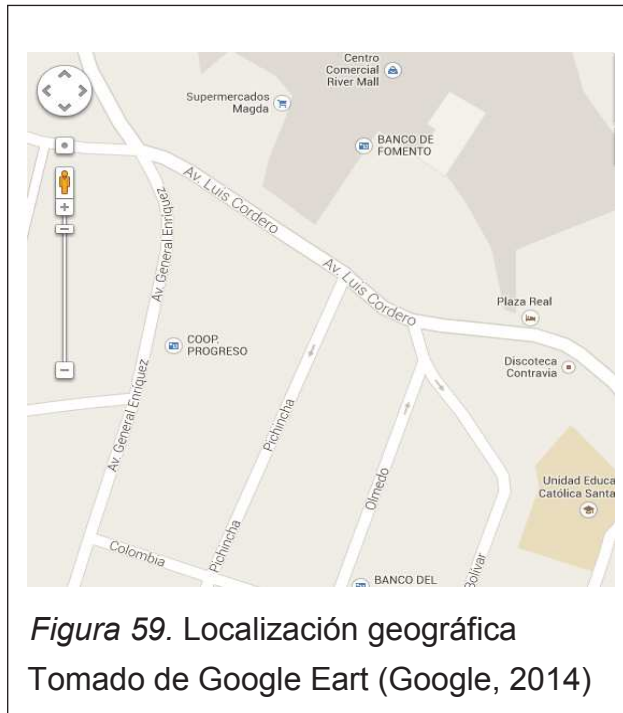 Centro
Comercial
River Mall
Supermercados
Magda
BANCO DE
FOMENTO
Av. Luis Cordero
Av. General Enriquez
Av. Luis Cordero
Plaza Real
COOP.
PROGRESO
Discoteca
Contravia
Av. General Enriquez
Pichincha
Olmedo
Unidad Educa
Católica Santa
Colombia
Pichincha
BANCO DEL
Bolívar
Figura 59. Localización geográfica
Tomado de Google Eart (Google, 2014)